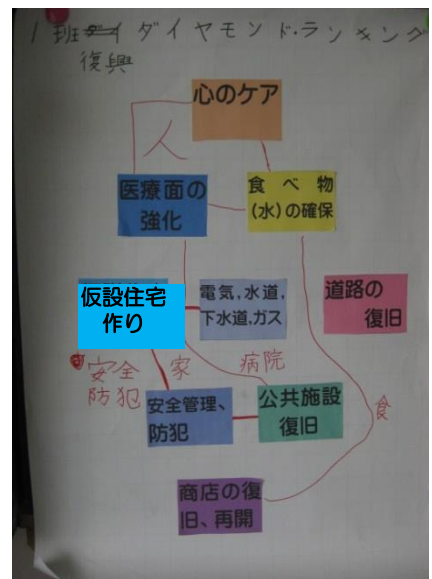 1班 ダイヤモンド・ランキング
復興
心のケア
人
医療面の
強化
食べ物
(水)の確保
仮設住宅
作り
電気,水道,
下水道,ガス
道路の
復旧
安全
防犯
家
病院
安全管理、
防犯
公共施設
復旧
食
商店の復
旧、再開